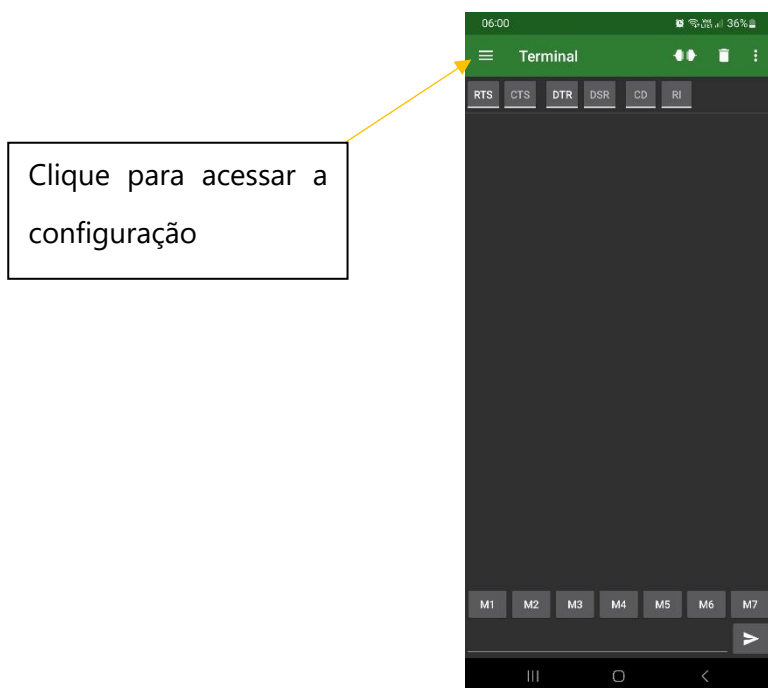 06:00 36%
Terminal
RTS CTS DTR DSR CD RI
Clique para acessar a
configuração
M1 M2 M3 M4 M5 M6 M7